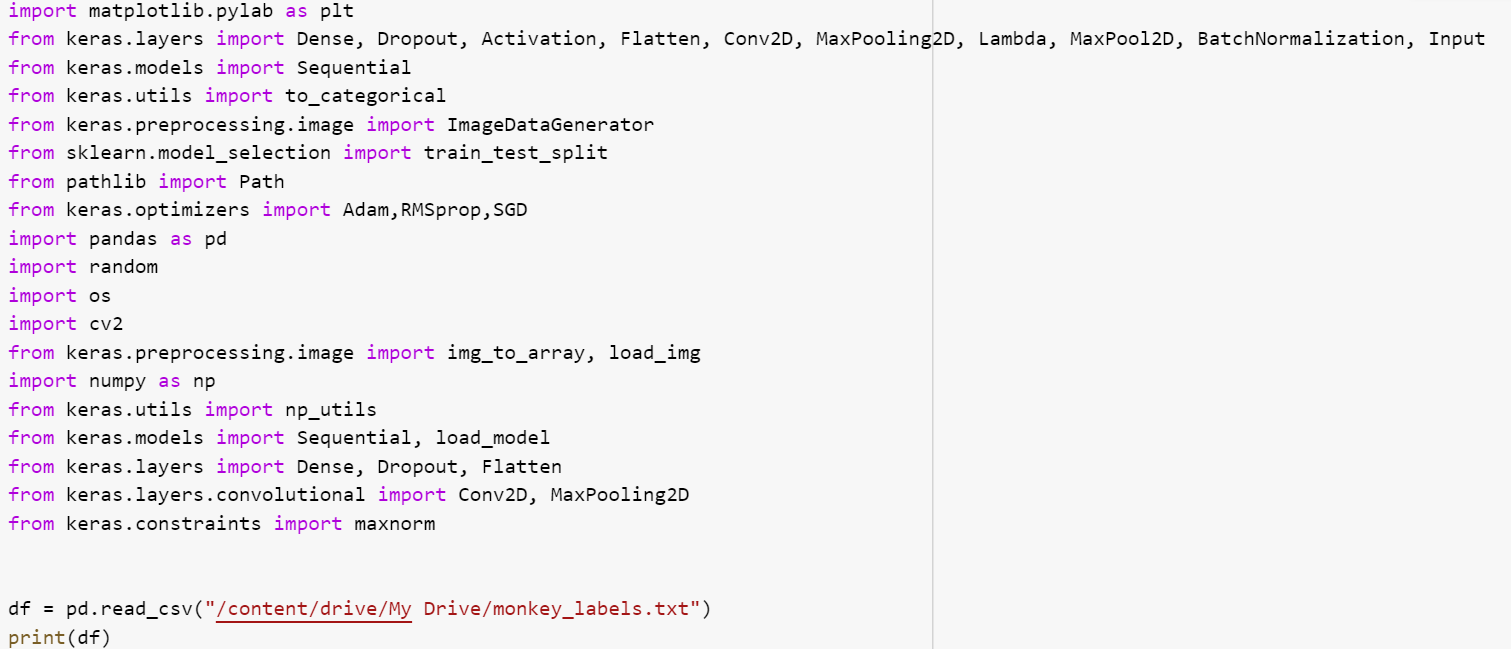 import matplotlib.pylab as plt
from keras.layers import Dense, Dropout, Activation, Flatten, Conv2D, MaxPooling2D, Lambda, MaxPool2D, BatchNormalization, Input
from keras.models import Sequential
from keras.utils import to_categorical
from keras.preprocessing.image import ImageDataGenerator
from sklearn.model_selection import train_test_split
from pathlib import Path
from keras.optimizers import Adam,RMSprop,SGD
import pandas as pd
import random
import os
import cv2
from keras.preprocessing.image import img_to_array, load_img
import numpy as np
from keras.utils import np_utils
from keras.models import Sequential, load_model
from keras.layers import Dense, Dropout, Flatten
from keras.layers.convolutional import Conv2D, MaxPooling2D
from keras.constraints import maxnorm
df = pd.read_csv("/content/drive/My Drive/monkey_labels.txt")
print(df)